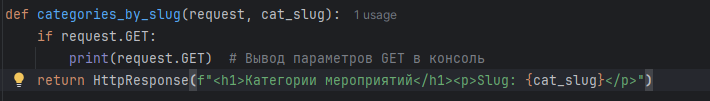 def categories_by_slug(request, cat_slug): 1 usage
    if request.GET:
        print(request.GET)  # Вывод параметров GET в консоль
    return HttpResponse(f"<h1>Категории мероприятий</h1><p>Slug: {cat_slug}</p>")